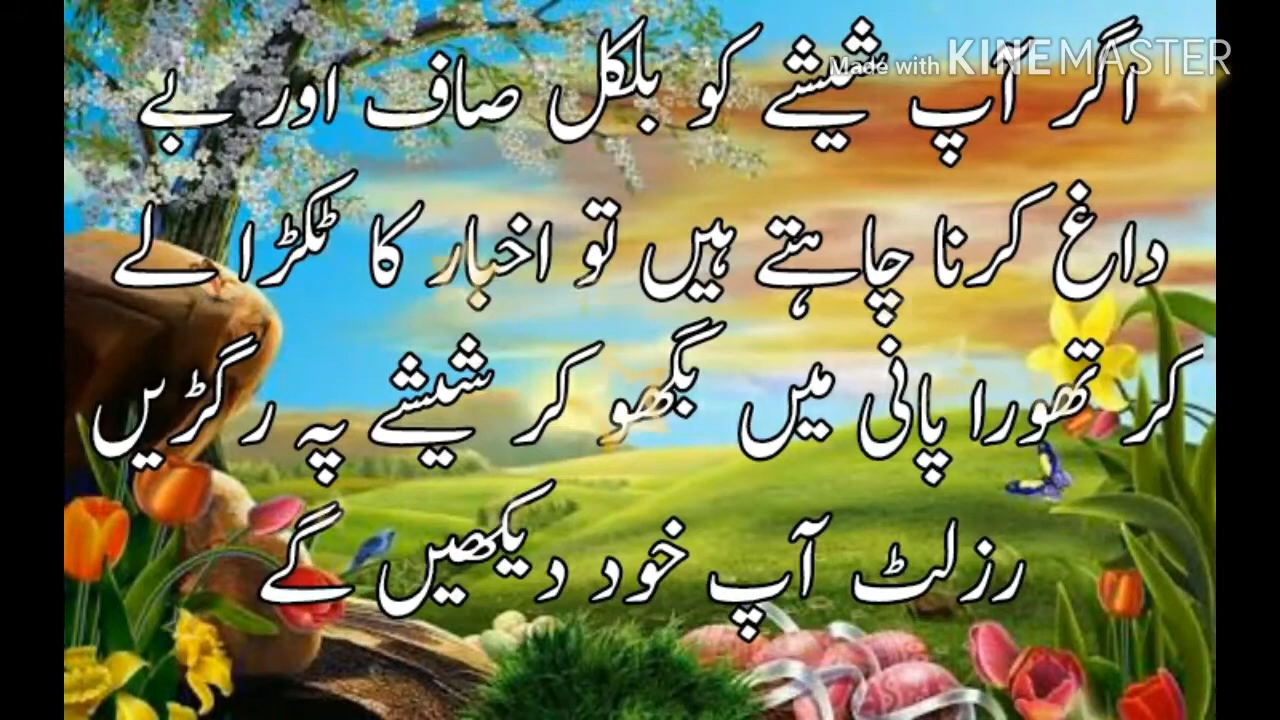 Made with KINEMASTER
اگر آپ شیشے کو بلکل صاف اور بے
داغ کرنا چاہتے ہیں تو اخبار کا ٹکڑا لے
کر تھورا پانی میں بگھو کر شیشے پہ رگڑیں
رزلٹ آپ خود دیکھیں گے